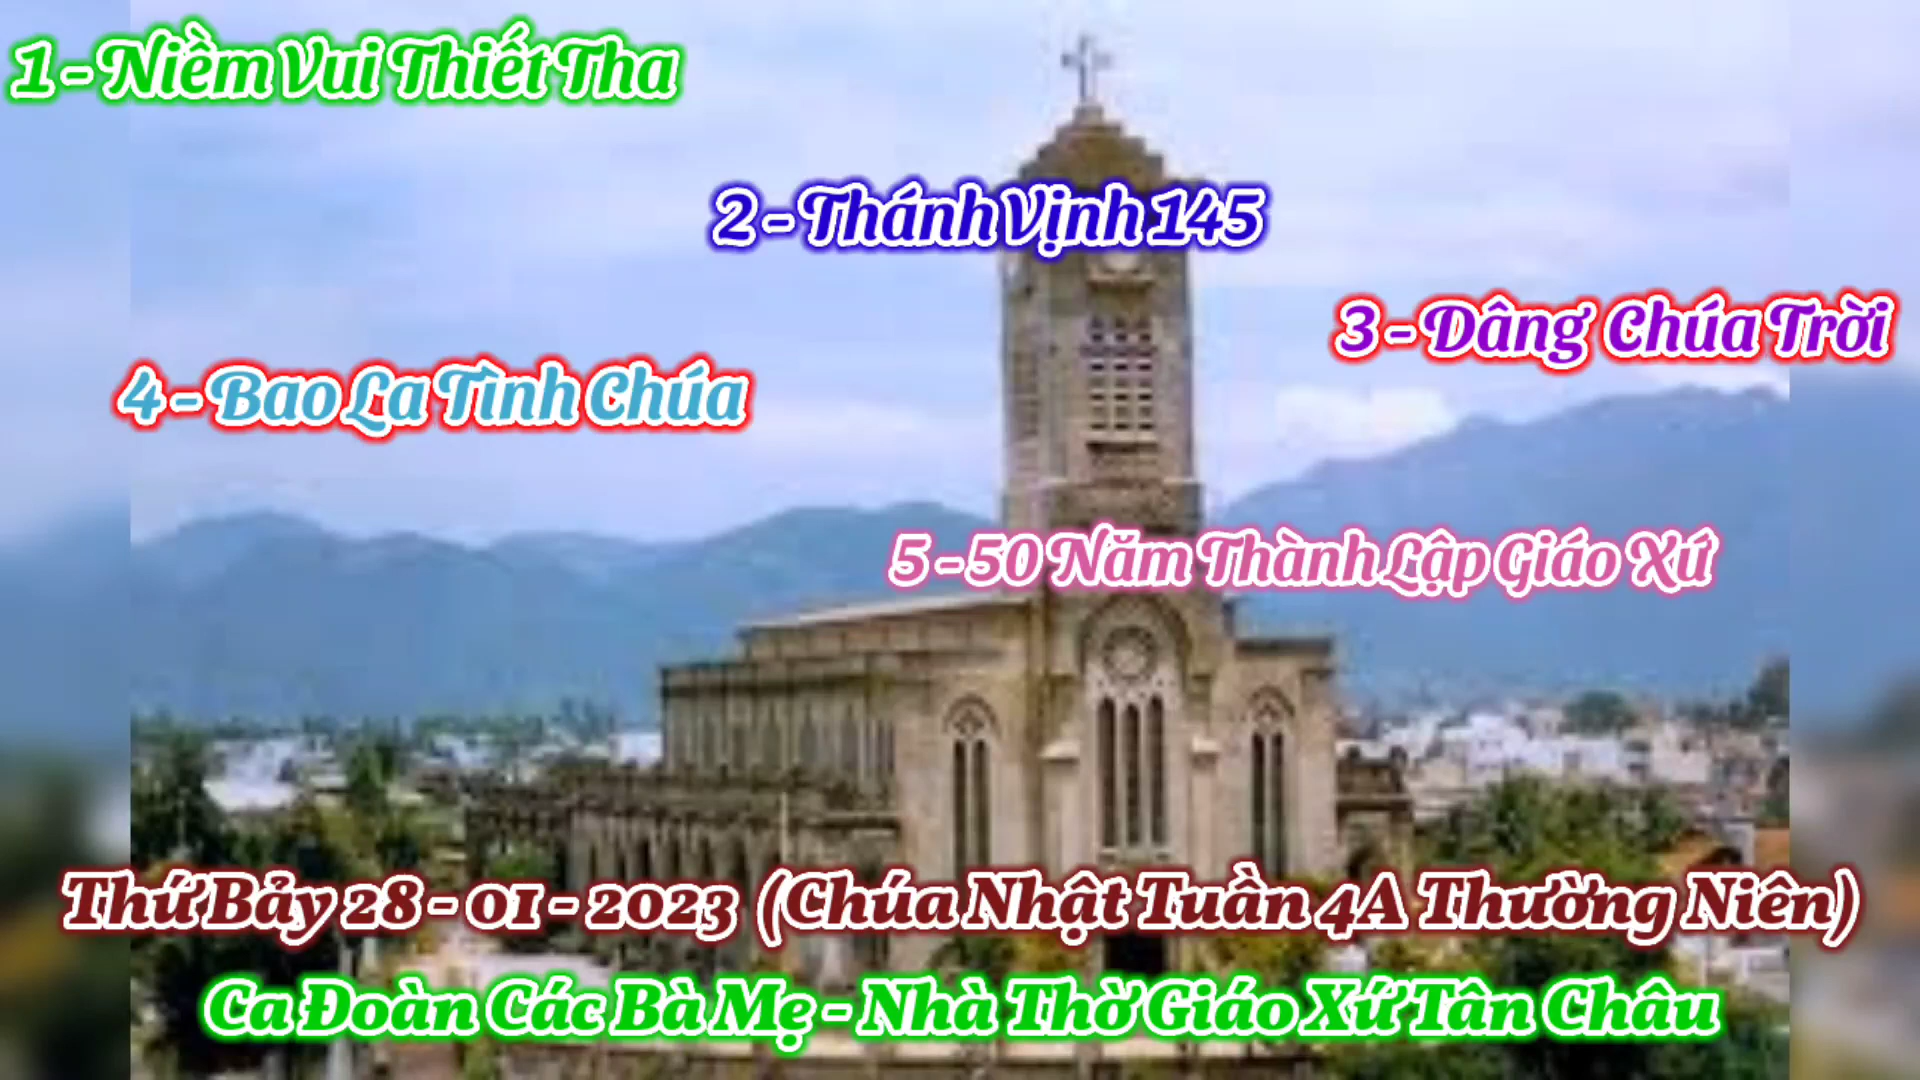 1 - Niềm Vui Thiết Tha
2 - Thánh Vịnh 145
3 - Dâng Chúa Trời
4 - Bao La Tình Chúa
5 - 50 Năm Thành Lập Giáo Xứ
Thứ Bảy 28 - 01 - 2023 (Chúa Nhật Tuần 4A Thường Niên)
Ca Đoàn Các Bà Mẹ - Nhà Thờ Giáo Xứ Tân Châu